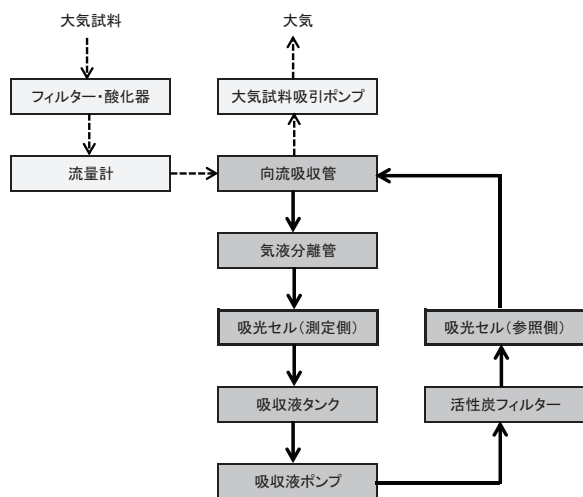 大気試料
大気
フィルター・酸化器
大気試料吸引ポンプ
流量計
向流吸収管
気液分離管
吸光セル（測定側）
吸光セル（参照側）
吸収液タンク
活性炭フィルター
吸収液ポンプ